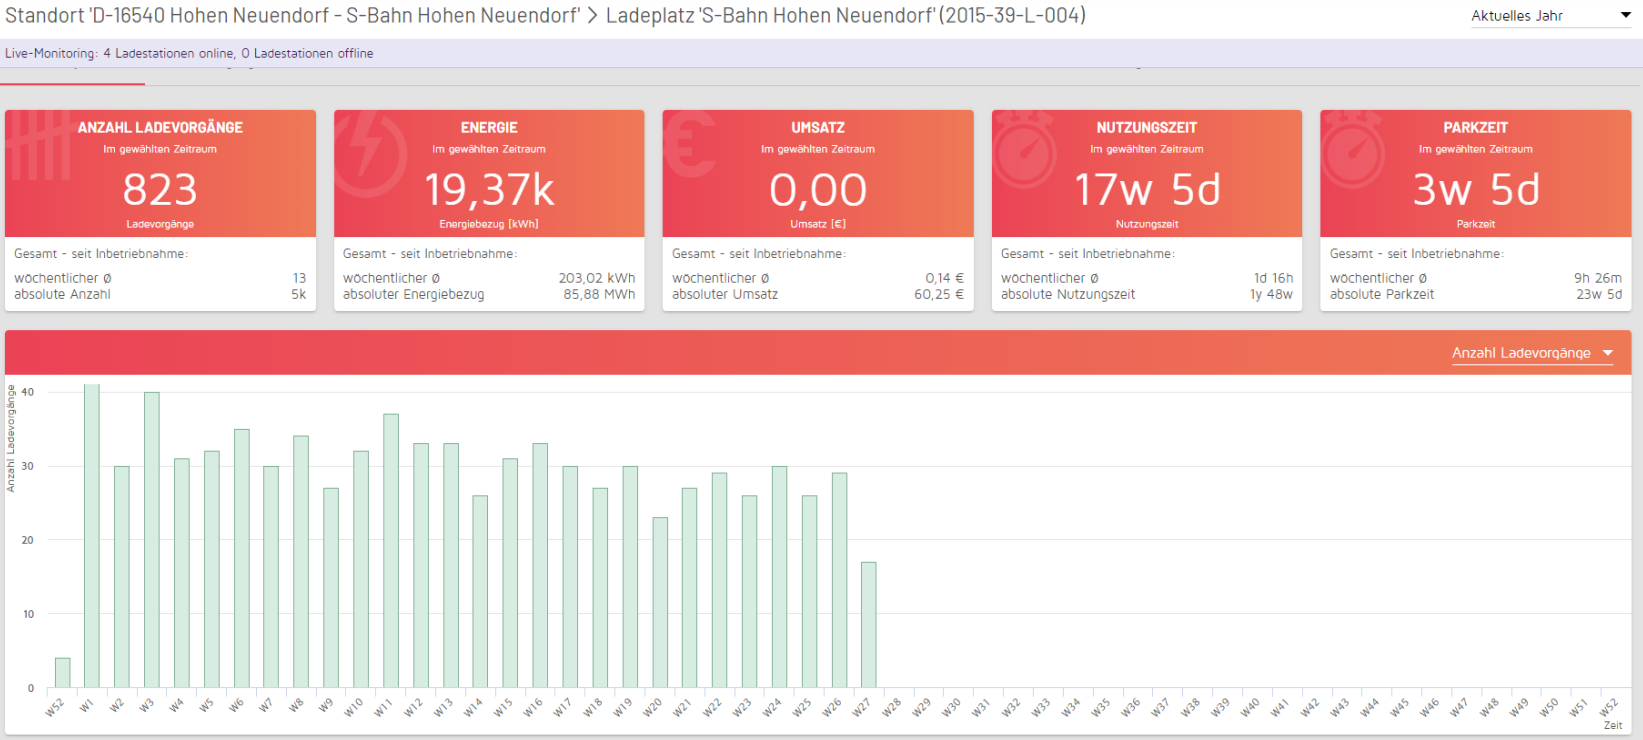 Standort 'D-16540 Hohen Neuendorf - S-Bahn Hohen Neuendorf' > Ladeplatz 'S-Bahn Hohen Neuendorf' (2015-39-L-004)
Aktuelles Jahr
Live-Monitoring: 4 Ladestationen online, 0 Ladestationen offline
ANZAHL LADEVORGÄNGE
Im gewählten Zeitraum
823
Ladevorgänge
Gesamt - seit Inbetriebnahme:
wöchentlicher Ø 13
absolute Anzahl 5k
ENERGIE
Im gewählten Zeitraum
19,37k
Energiebezug [kWh]
Gesamt - seit Inbetriebnahme:
wöchentlicher Ø 203,02 kWh
absoluter Energiebezug 85,88 MWh
UMSATZ
Im gewählten Zeitraum
0,00
Umsatz [€]
Gesamt - seit Inbetriebnahme:
wöchentlicher Ø 0,14 €
absoluter Umsatz 60,25 €
NUTZUNGSZEIT
Im gewählten Zeitraum
17w 5d
Nutzungszeit
Gesamt - seit Inbetriebnahme:
wöchentlicher Ø 1d 16h
absolute Nutzungszeit 1y 48w
PARKZEIT
Im gewählten Zeitraum
3w 5d
Parkzeit
Gesamt - seit Inbetriebnahme:
wöchentlicher Ø 9h 26m
absolute Parkzeit 23w 5d
Anzahl Ladevorgänge
Anzahl Ladevorgänge
40
30
20
10
0
W52 W1 W2 W3 W4 W5 W6 W7 W8 W9 W10 W11 W12 W13 W14 W15 W16 W17 W18 W19 W20 W21 W22 W23 W24 W25 W26 W27 W28 W29 W30 W31 W32 W33 W34 W35 W36 W37 W38 W39 W40 W41 W42 W43 W44 W45 W46 W47 W48 W49 W50 W51 W52
Zeit